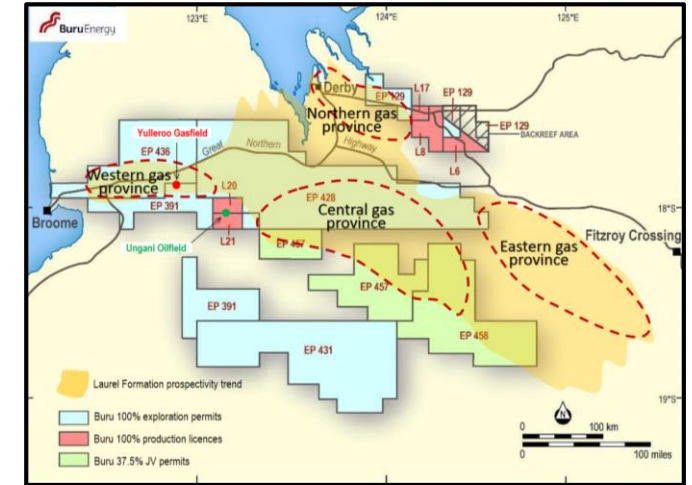 BuruEnergy
123°E
124°E
125°E
Derby
EP 129
L17
EP 129
EP 129
BACKREEF AREA
L8
L6
Northern gas
province
Yulleroo Gasfield
EP 436
Great
Northern
Highway
Western gas
province
L20
EP 391
L21
Ungani Oilfield
Broome
EP 428
Central gas
province
18°S
Fitzroy Crossing
Eastern gas
province
EP 457
EP 457
EP 391
EP 458
EP 431
19°S
Laurel Formation prospectivity trend
Buru 100% exploration permits
Buru 100% production licences
Buru 37.5% JV permits
N
0 100 km
0 100 miles